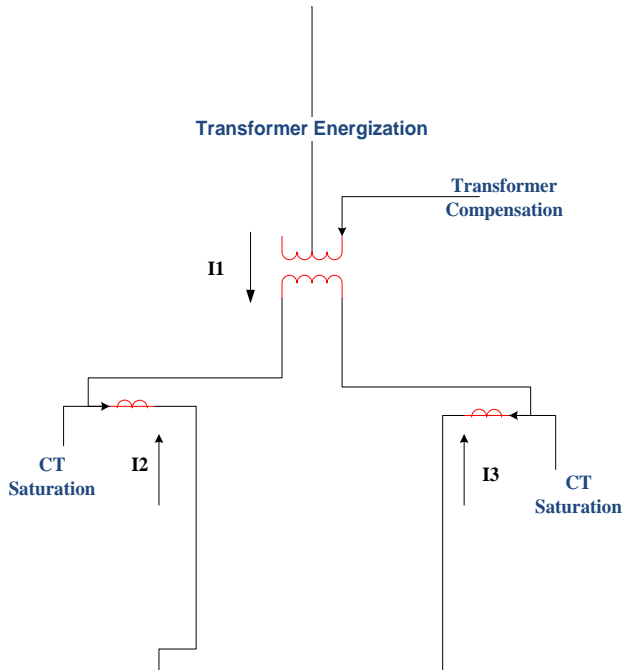 Transformer Energization
Transformer
Compensation
I1
I2
I3
CT
Saturation
CT
Saturation